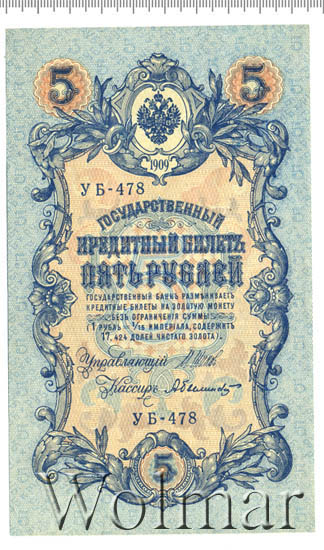 5 5
1909
УБ-478
ГОСУДАРСТВЕННЫЙ
КРЕДИТНЫЙ БИЛЕТЪ
ПЯТЬ РУБЛЕЙ
ГОСУДАРСТВЕННЫЙ БАНКЪ РАЗМѢНИВАЕТЪ
КРЕДИТНЫЕ БИЛЕТЫ НА ЗОЛОТУЮ МОНЕТУ
БЕЗЪ ОГРАНИЧЕНІЯ СУММЫ
(1 РУБЛЬ = 1/15 ИМПЕРІАЛА, СОДЕРЖИТЪ
17,424 ДОЛЕЙ ЧИСТАГО ЗОЛОТА).
Управляющій
Кассиръ
УБ-478
5
Wolmar